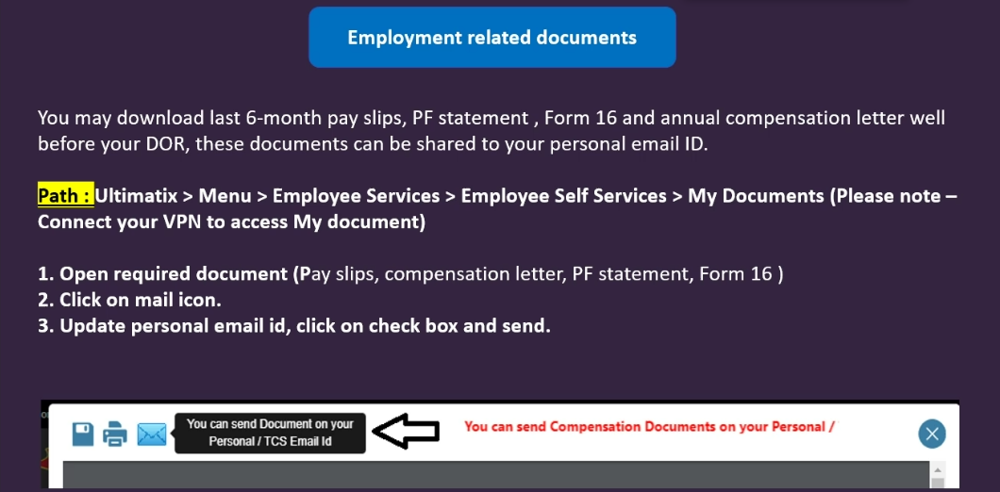 Employment related documents
You may download last 6-month pay slips, PF statement , Form 16 and annual compensation letter well
before your DOR, these documents can be shared to your personal email ID.
Path : Ultimatix > Menu > Employee Services > Employee Self Services > My Documents (Please note –
Connect your VPN to access My document)
1. Open required document (Pay slips, compensation letter, PF statement, Form 16 )
2. Click on mail icon.
3. Update personal email id, click on check box and send.
You can send Document on your
Personal / TCS Email Id
You can send Compensation Documents on your Personal /